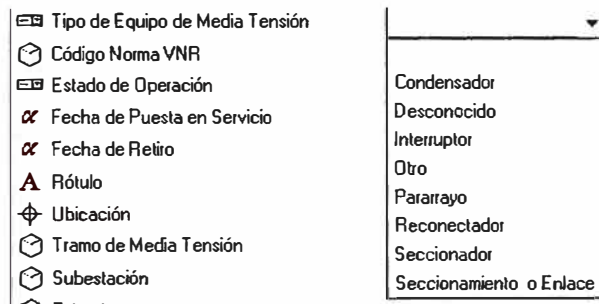 Tipo de Equipo de Media Tensión
Código Norma VNR
Estado de Operación
Fecha de Puesta en Servicio
Fecha de Retiro
Rótulo
Ubicación
Tramo de Media Tensión
Subestación
Condensador
Desconocido
Interruptor
Otro
Pararrayo
Reconectador
Seccionador
Seccionamiento o Enlace